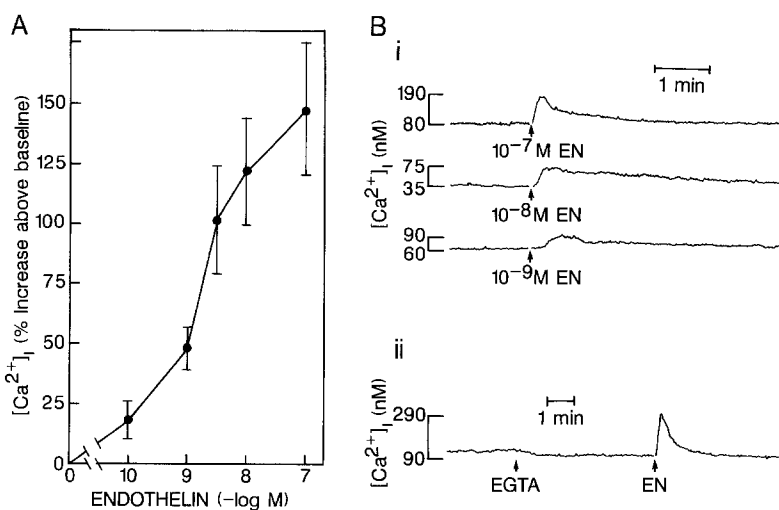 A
[Ca2+]I (% Increase above baseline)
150
125
100
75
50
25
0
0 10 9 8 7
ENDOTHELIN (-log M)
B
i
1 min
[Ca2+]I (nM)
190
80
10-7M EN
75
35
10-8M EN
90
60
10-9M EN
ii
1 min
[Ca2+]I (nM)
290
90
EGTA EN